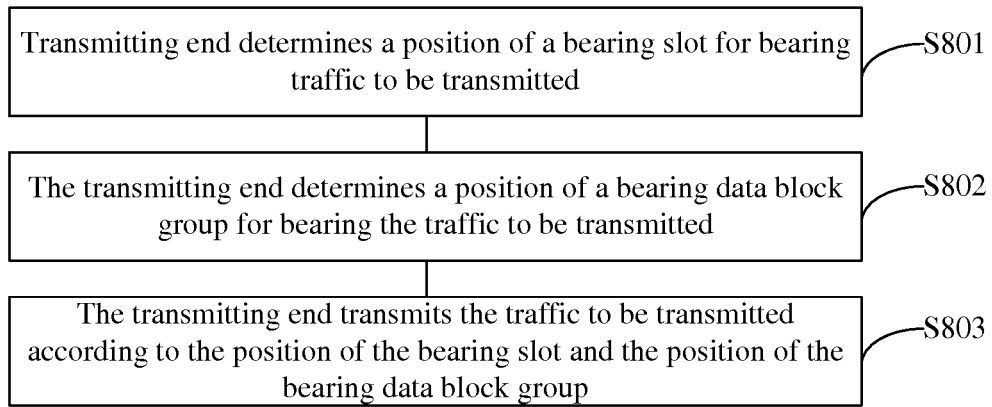 Transmitting end determines a position of a bearing slot for bearing
traffic to be transmitted
S801
The transmitting end determines a position of a bearing data block
group for bearing the traffic to be transmitted
S802
The transmitting end transmits the traffic to be transmitted
according to the position of the bearing slot and the position of the
bearing data block group
S803